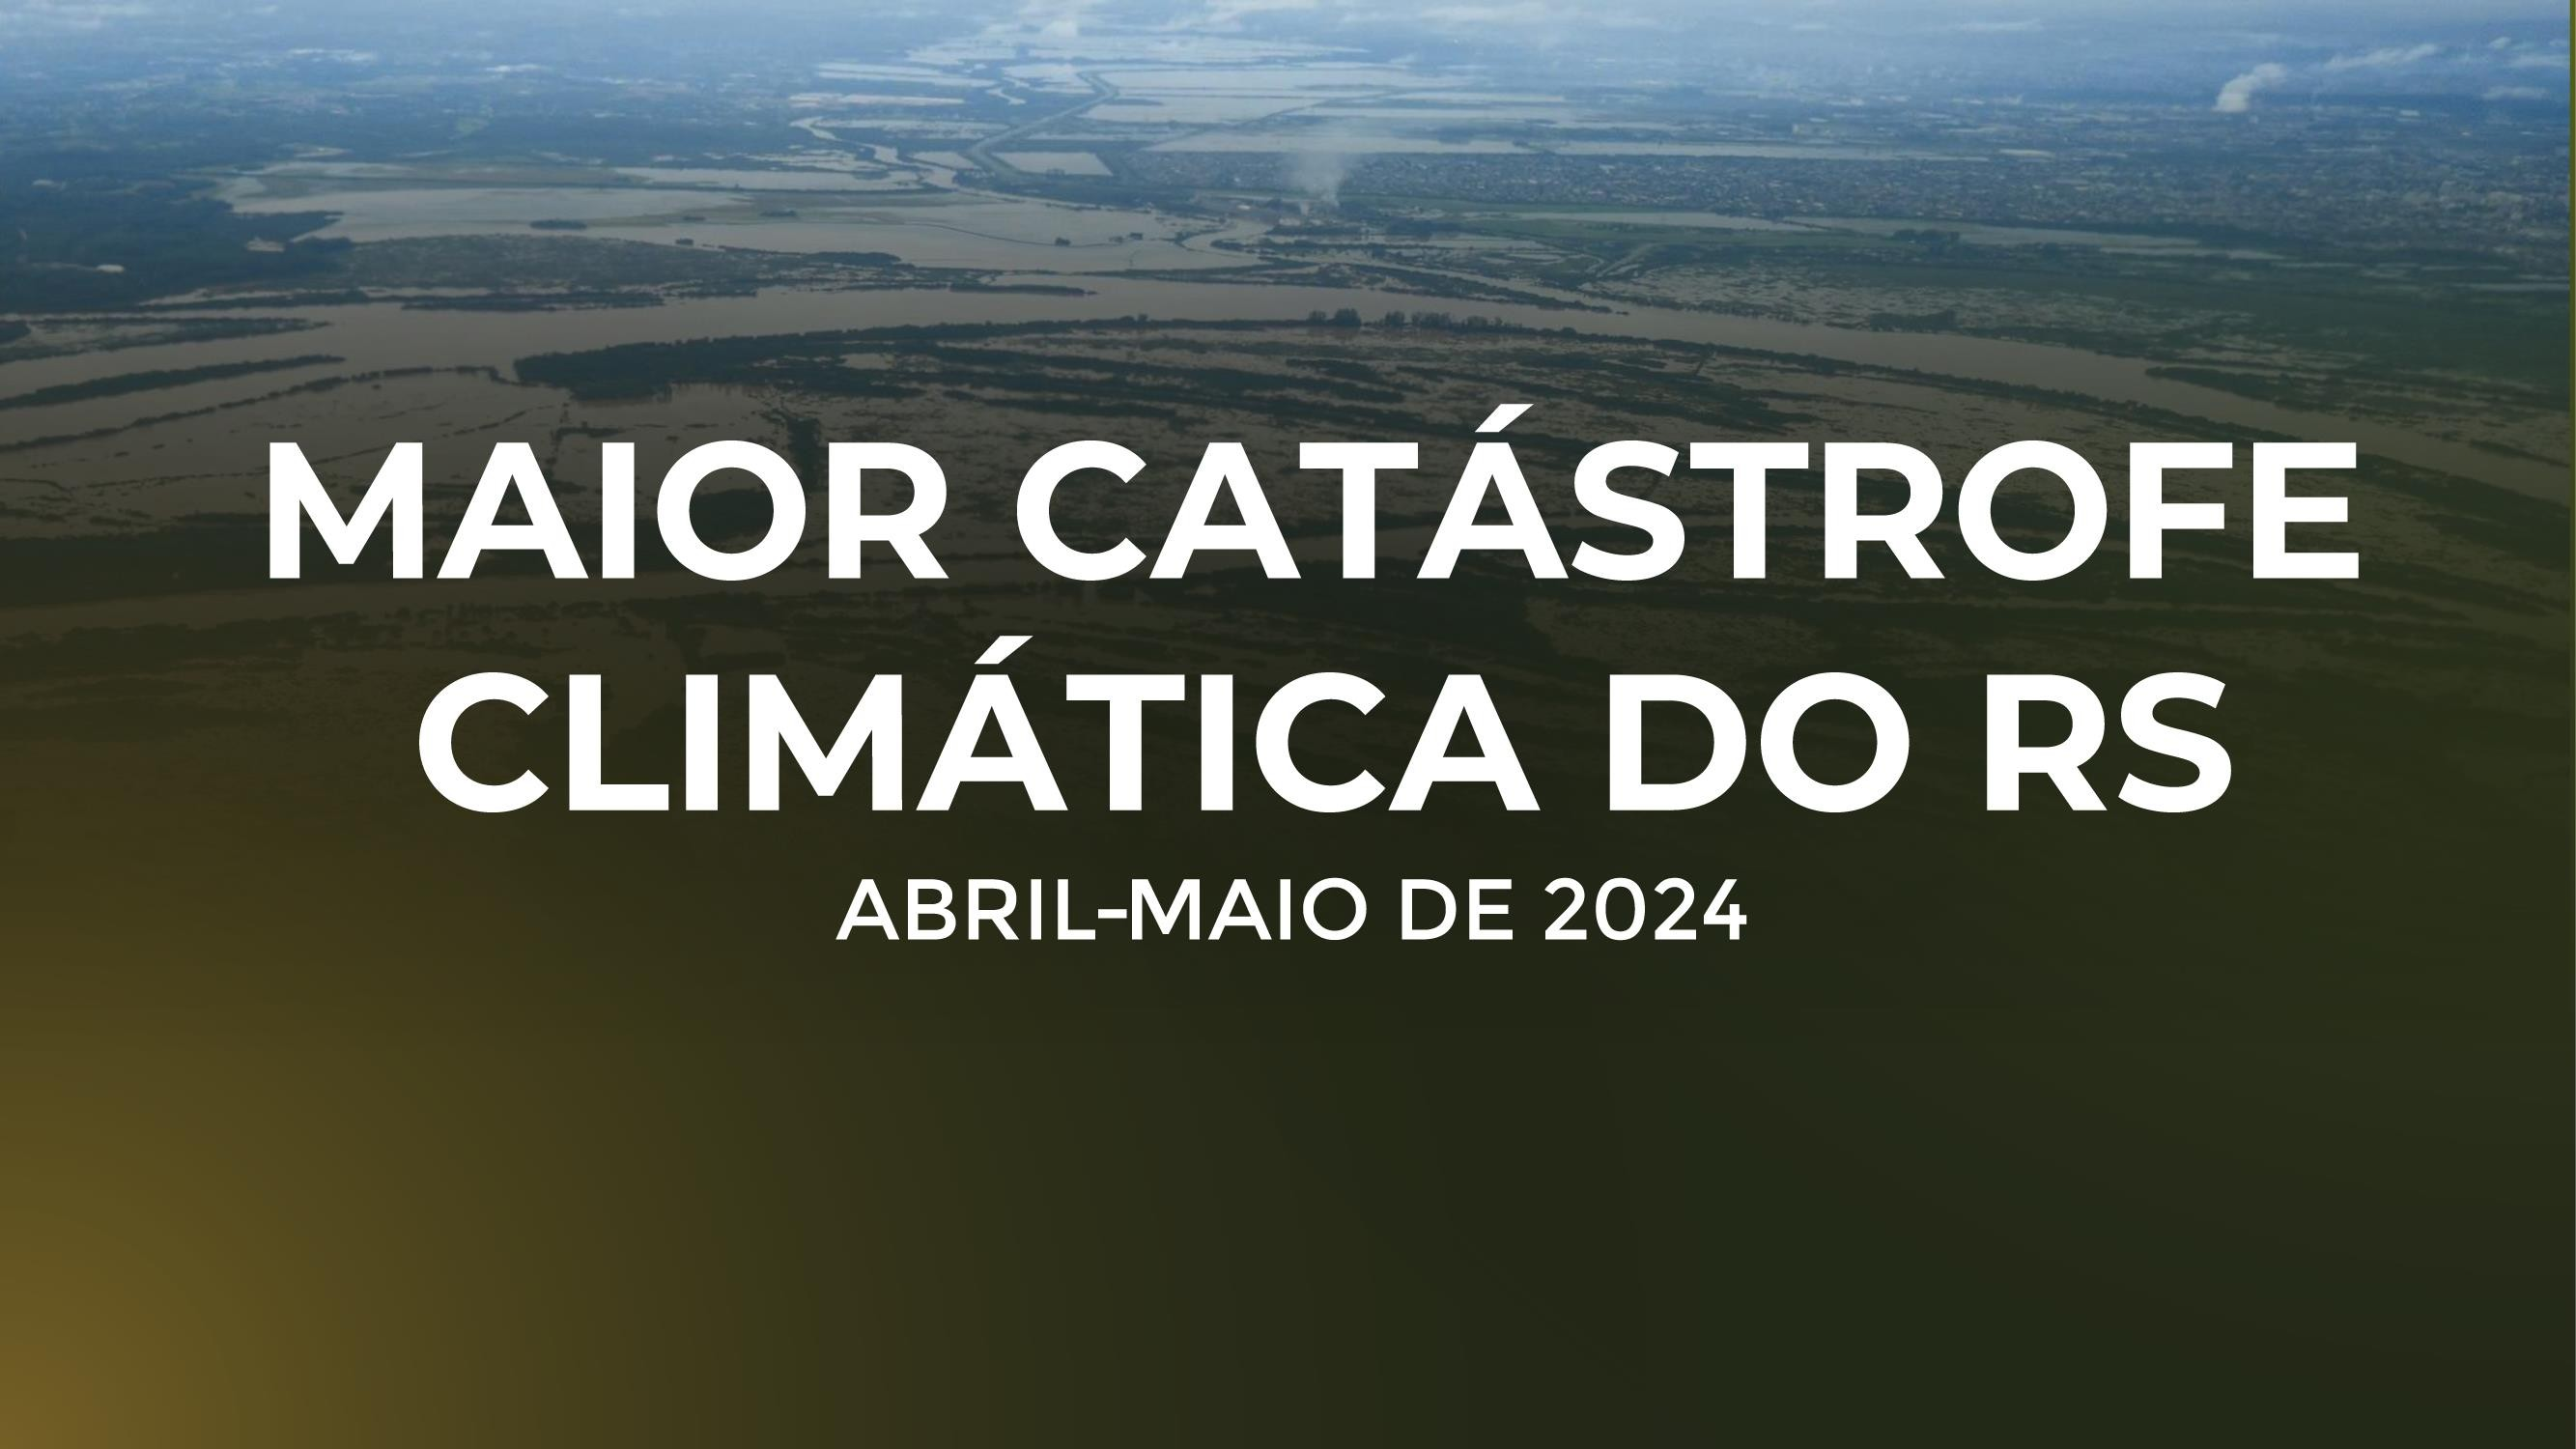 MAIOR CATÁSTROFE
CLIMÁTICA DO RS
ABRIL-MAIO DE 2024